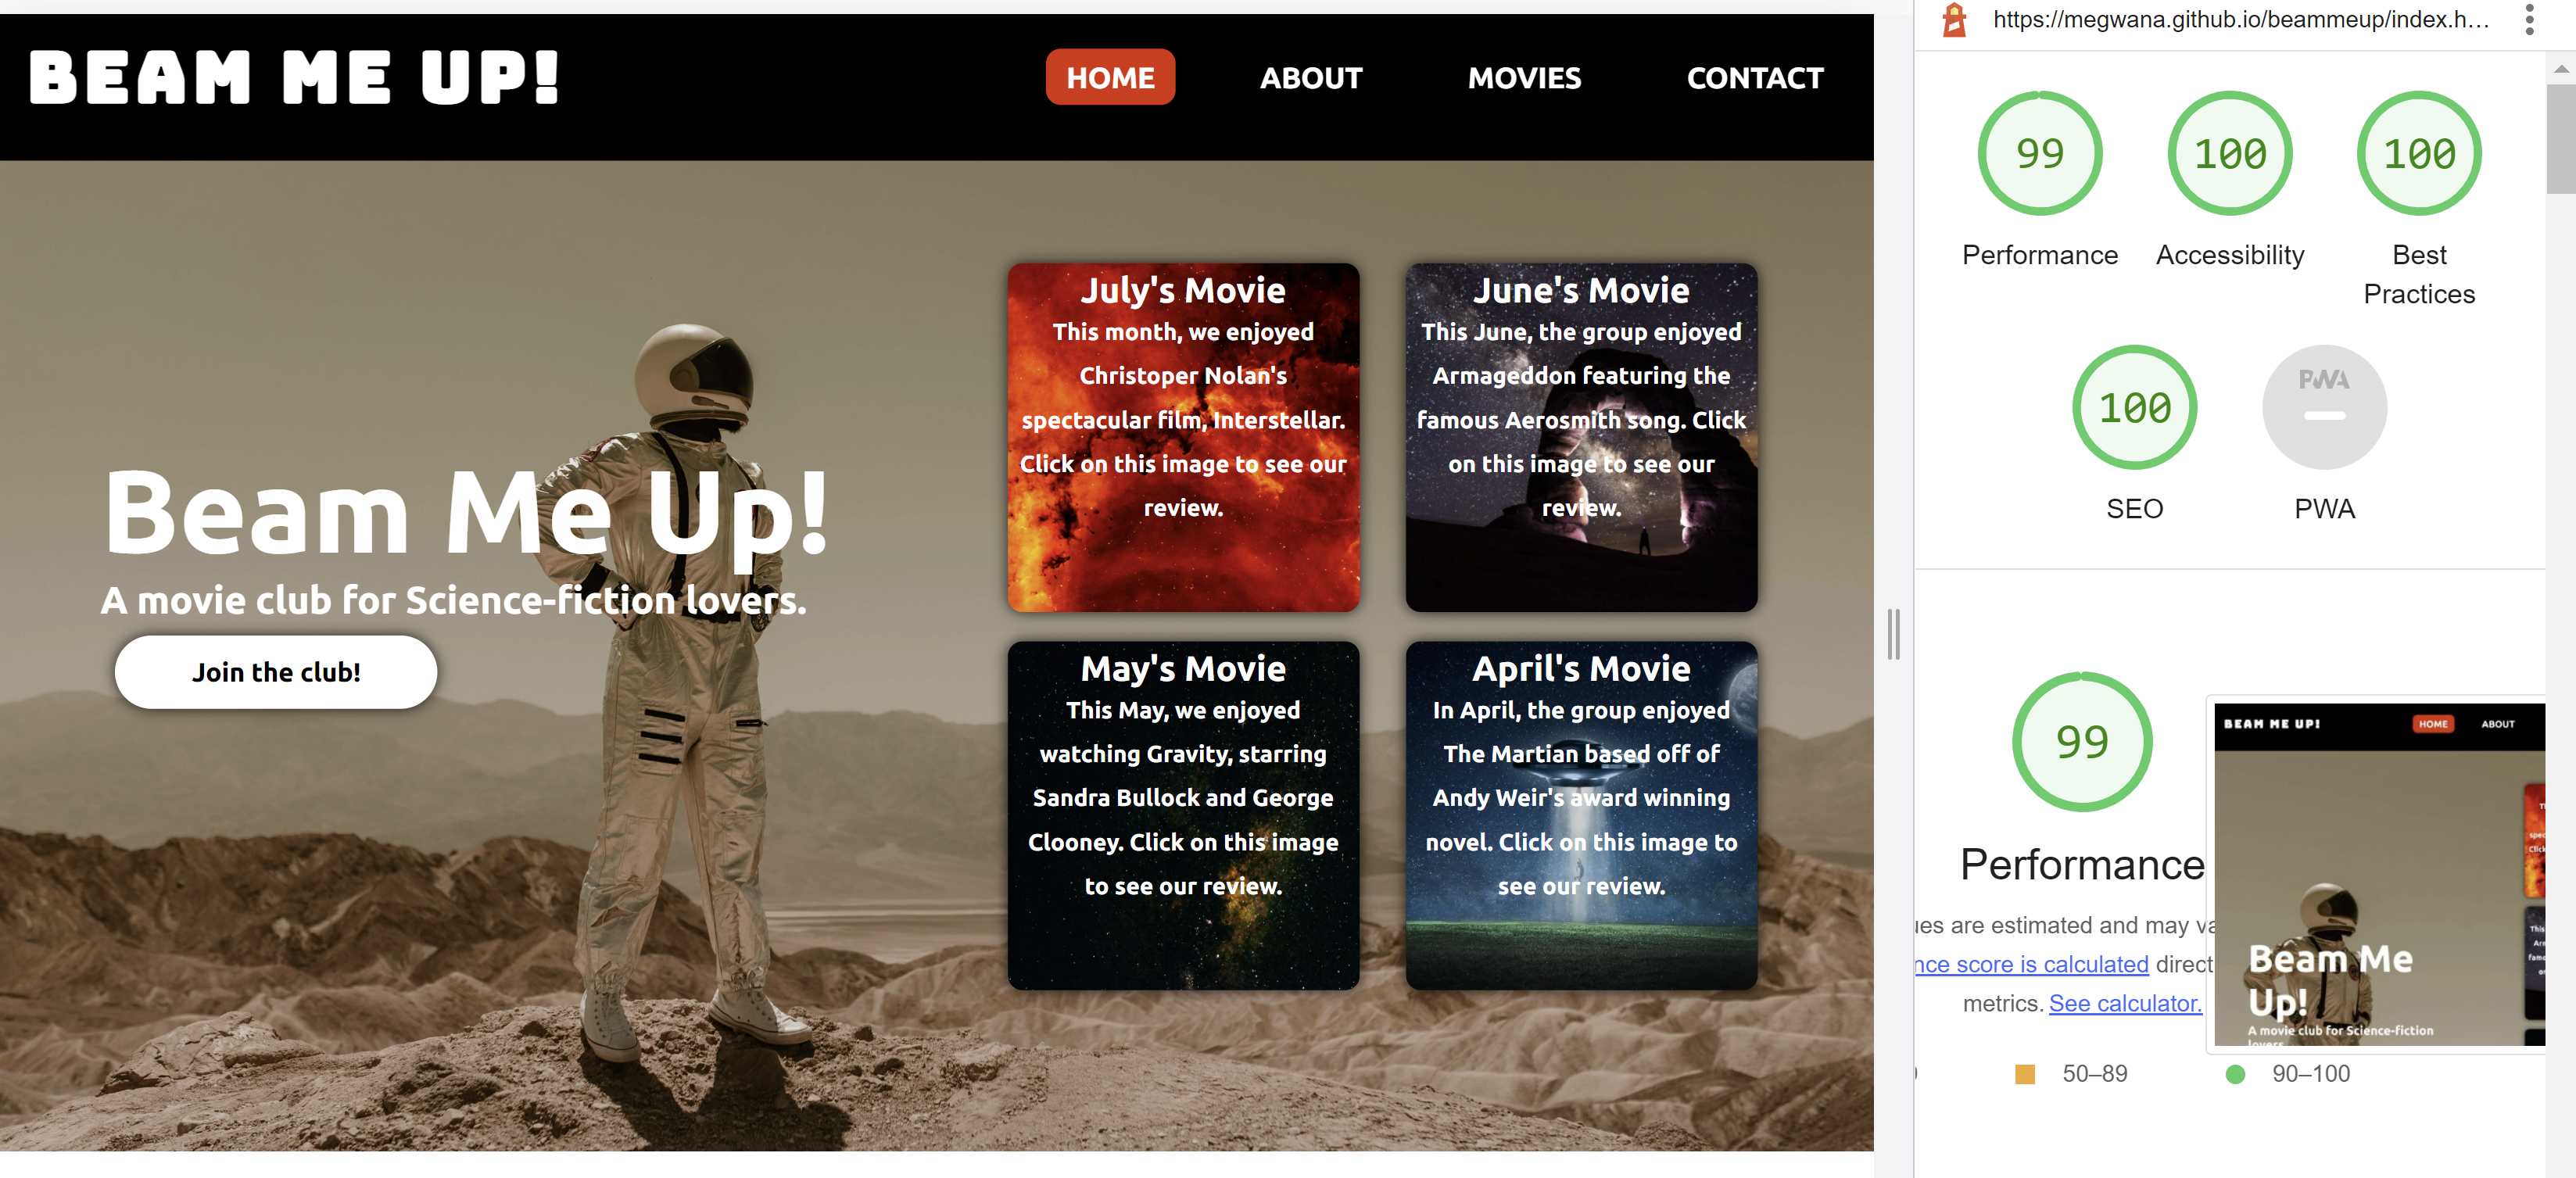 BEAM ME UP!
HOME
ABOUT
MOVIES
CONTACT
Beam Me Up!
A movie club for Science-fiction lovers.
Join the club!
July's Movie
This month, we enjoyed
Christoper Nolan's
spectacular film, Interstellar.
Click on this image to see our
review.
June's Movie
This June, the group enjoyed
Armageddon featuring the
famous Aerosmith song. Click
on this image to see our
review.
May's Movie
This May, we enjoyed
watching Gravity, starring
Sandra Bullock and George
Clooney. Click on this image
to see our review.
April's Movie
In April, the group enjoyed
The Martian based off of
Andy Weir's award winning
novel. Click on this image to
see our review.
https://megwana.github.io/beammeup/index.h...
99
Performance
100
Accessibility
100
Best
Practices
100
SEO
PWA
PWA
99
Performance
are estimated and may
score is calculated direct
metrics. See calculator.
50–89
90–100
BEAM ME UP!
HOME
ABOUT
Beam Me
Up!
A movie club for Science-fiction